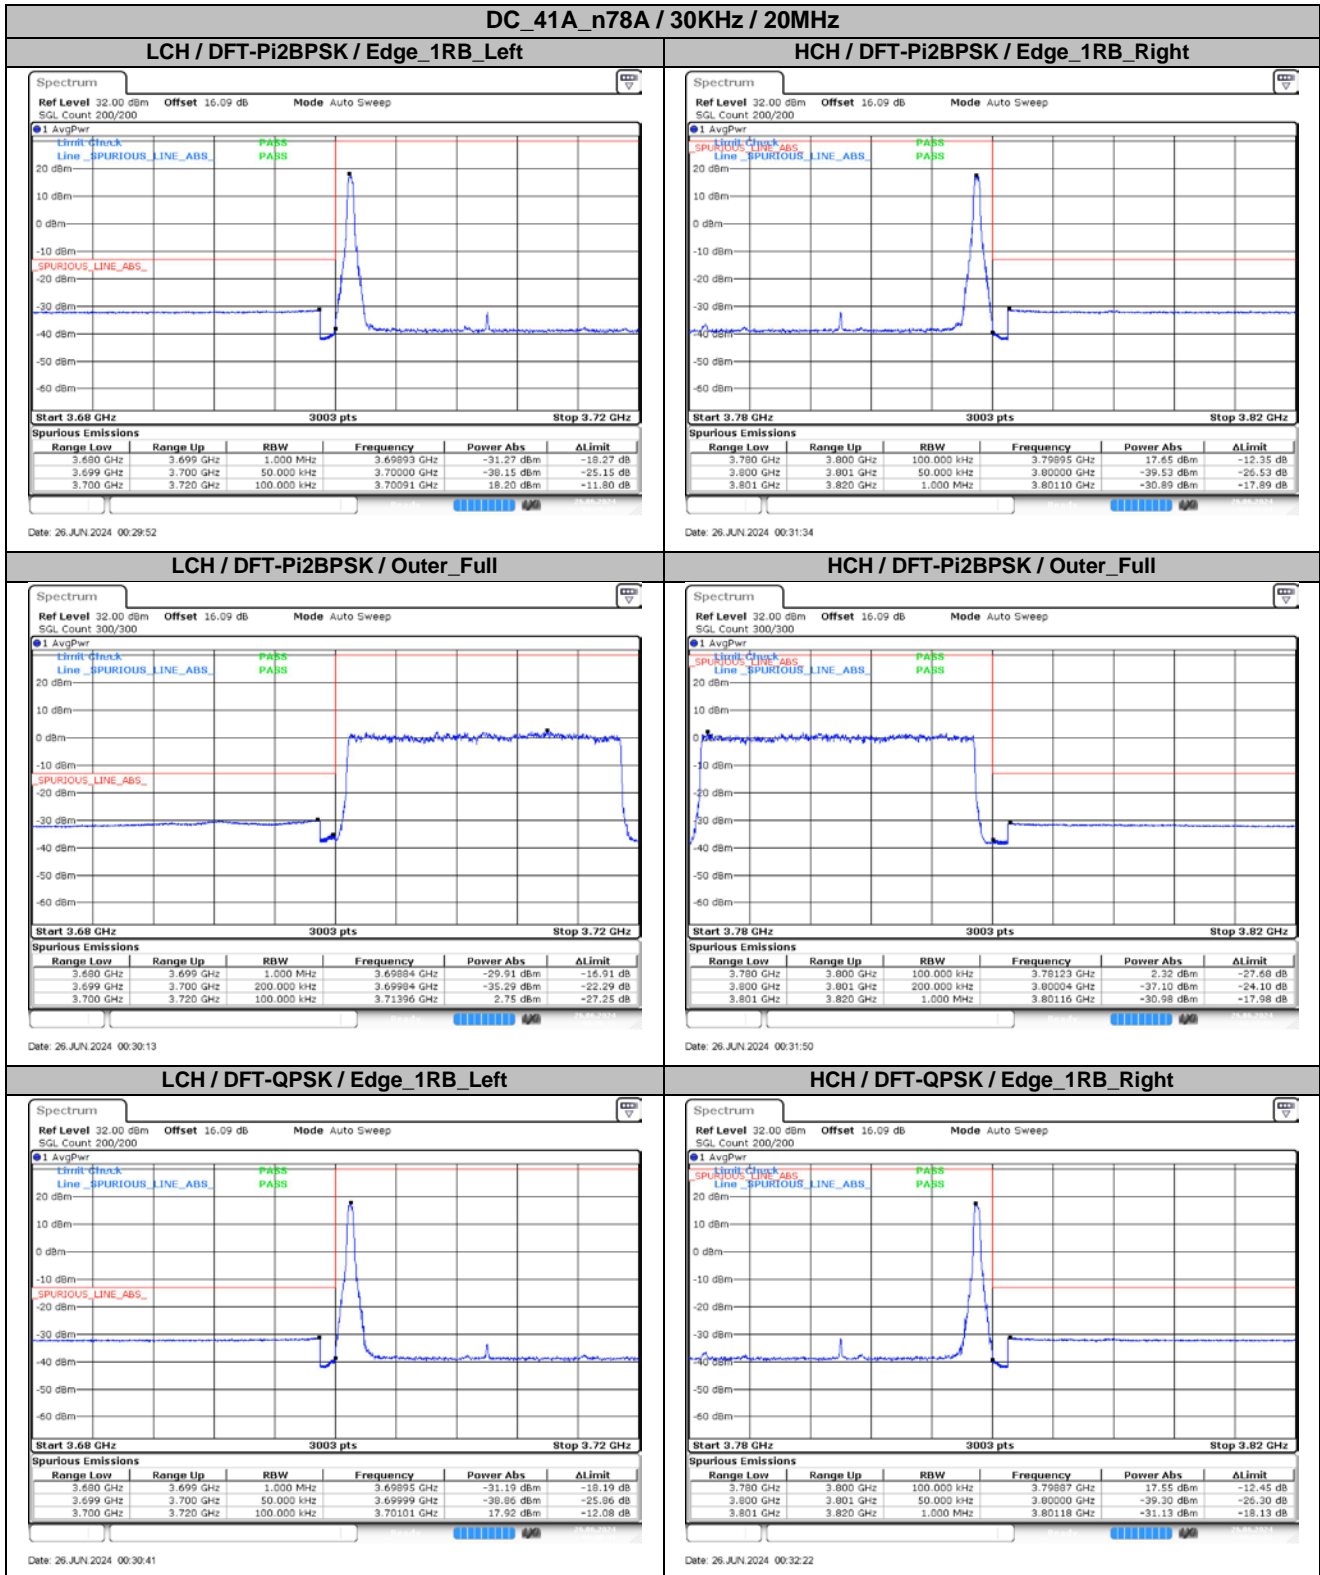 DC_41A_n78A / 30KHz / 20MHz
LCH / DFT-Pi2BPSK / Edge_1RB_Left
HCH / DFT-Pi2BPSK / Edge_1RB_Right
Spectrum
Ref Level 32.00 dBm Offset 16.09 dB Mode Auto Sweep
SGL Count 200/200
1 AvgPwr
Limit Check PASS
Line _SPURIOUS_LINE_ABS_ PASS
20 dBm
10 dBm
0 dBm
-10 dBm
_SPURIOUS_LINE_ABS_
-20 dBm
-30 dBm
-40 dBm
-50 dBm
-60 dBm
Start 3.68 GHz 3003 pts Stop 3.72 GHz
Spurious Emissions
Range Low Range Up RBW Frequency Power Abs ΔLimit
3.680 GHz 3.699 GHz 1.000 MHz 3.69893 GHz -31.27 dBm -18.27 dB
3.699 GHz 3.700 GHz 50.000 kHz 3.70000 GHz -38.15 dBm -25.15 dB
3.700 GHz 3.720 GHz 100.000 kHz 3.70091 GHz 18.20 dBm -11.80 dB
Date: 26.JUN.2024 00:29:52
Spectrum
Ref Level 32.00 dBm Offset 16.09 dB Mode Auto Sweep
SGL Count 200/200
1 AvgPwr
Limit Check PASS
_SPURIOUS_LINE_ABS_
Line _SPURIOUS_LINE_ABS_ PASS
20 dBm
10 dBm
0 dBm
-10 dBm
-20 dBm
-30 dBm
-40 dBm
-50 dBm
-60 dBm
Start 3.78 GHz 3003 pts Stop 3.82 GHz
Spurious Emissions
Range Low Range Up RBW Frequency Power Abs ΔLimit
3.780 GHz 3.800 GHz 100.000 kHz 3.79895 GHz 17.65 dBm -12.35 dB
3.800 GHz 3.801 GHz 50.000 kHz 3.80000 GHz -39.53 dBm -26.53 dB
3.801 GHz 3.820 GHz 1.000 MHz 3.80110 GHz -30.89 dBm -17.89 dB
Date: 26.JUN.2024 00:31:34
LCH / DFT-Pi2BPSK / Outer_Full
HCH / DFT-Pi2BPSK / Outer_Full
Spectrum
Ref Level 32.00 dBm Offset 16.09 dB Mode Auto Sweep
SGL Count 300/300
1 AvgPwr
Limit Check PASS
Line _SPURIOUS_LINE_ABS_ PASS
20 dBm
10 dBm
0 dBm
-10 dBm
_SPURIOUS_LINE_ABS_
-20 dBm
-30 dBm
-40 dBm
-50 dBm
-60 dBm
Start 3.68 GHz 3003 pts Stop 3.72 GHz
Spurious Emissions
Range Low Range Up RBW Frequency Power Abs ΔLimit
3.680 GHz 3.699 GHz 1.000 MHz 3.69884 GHz -29.91 dBm -16.91 dB
3.699 GHz 3.700 GHz 200.000 kHz 3.69984 GHz -35.29 dBm -22.29 dB
3.700 GHz 3.720 GHz 100.000 kHz 3.71396 GHz 2.75 dBm -27.25 dB
Date: 26.JUN.2024 00:30:13
Spectrum
Ref Level 32.00 dBm Offset 16.09 dB Mode Auto Sweep
SGL Count 300/300
1 AvgPwr
Limit Check PASS
_SPURIOUS_LINE_ABS_
Line _SPURIOUS_LINE_ABS_ PASS
20 dBm
10 dBm
0 dBm
-10 dBm
-20 dBm
-30 dBm
-40 dBm
-50 dBm
-60 dBm
Start 3.78 GHz 3003 pts Stop 3.82 GHz
Spurious Emissions
Range Low Range Up RBW Frequency Power Abs ΔLimit
3.780 GHz 3.800 GHz 100.000 kHz 3.78123 GHz 2.32 dBm -27.68 dB
3.800 GHz 3.801 GHz 200.000 kHz 3.80004 GHz -37.10 dBm -24.10 dB
3.801 GHz 3.820 GHz 1.000 MHz 3.80116 GHz -30.98 dBm -17.98 dB
Date: 26.JUN.2024 00:31:50
LCH / DFT-QPSK / Edge_1RB_Left
HCH / DFT-QPSK / Edge_1RB_Right
Spectrum
Ref Level 32.00 dBm Offset 16.09 dB Mode Auto Sweep
SGL Count 200/200
1 AvgPwr
Limit Check PASS
Line _SPURIOUS_LINE_ABS_ PASS
20 dBm
10 dBm
0 dBm
-10 dBm
_SPURIOUS_LINE_ABS_
-20 dBm
-30 dBm
-40 dBm
-50 dBm
-60 dBm
Start 3.68 GHz 3003 pts Stop 3.72 GHz
Spurious Emissions
Range Low Range Up RBW Frequency Power Abs ΔLimit
3.680 GHz 3.699 GHz 1.000 MHz 3.69895 GHz -31.19 dBm -18.19 dB
3.699 GHz 3.700 GHz 50.000 kHz 3.69999 GHz -38.86 dBm -25.86 dB
3.700 GHz 3.720 GHz 100.000 kHz 3.70101 GHz 17.92 dBm -12.08 dB
Date: 26.JUN.2024 00:30:41
Spectrum
Ref Level 32.00 dBm Offset 16.09 dB Mode Auto Sweep
SGL Count 200/200
1 AvgPwr
Limit Check PASS
_SPURIOUS_LINE_ABS_
Line _SPURIOUS_LINE_ABS_ PASS
20 dBm
10 dBm
0 dBm
-10 dBm
-20 dBm
-30 dBm
-40 dBm
-50 dBm
-60 dBm
Start 3.78 GHz 3003 pts Stop 3.82 GHz
Spurious Emissions
Range Low Range Up RBW Frequency Power Abs ΔLimit
3.780 GHz 3.800 GHz 100.000 kHz 3.79887 GHz 17.55 dBm -12.45 dB
3.800 GHz 3.801 GHz 50.000 kHz 3.80000 GHz -39.30 dBm -26.30 dB
3.801 GHz 3.820 GHz 1.000 MHz 3.80118 GHz -31.13 dBm -18.13 dB
Date: 26.JUN.2024 00:32:22